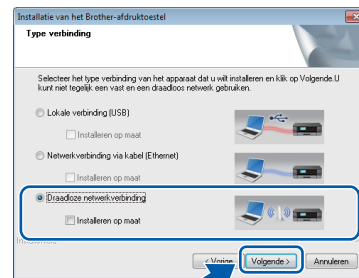 Installatie van het Brother-afdruktoestel
Type verbinding
Selecteer het type verbinding van het apparaat dat u wilt installeren en klik op Volgende.U
kunt niet tegelijk een vast en een draadloos netwerk gebruiken.
Lokale verbinding (USB)
Installeren op maat
Netwerkverbinding via kabel (Ethernet)
Installeren op maat
Draadloze netwerkverbinding
Installeren op maat
< Vorige
Volgende >
Annuleren